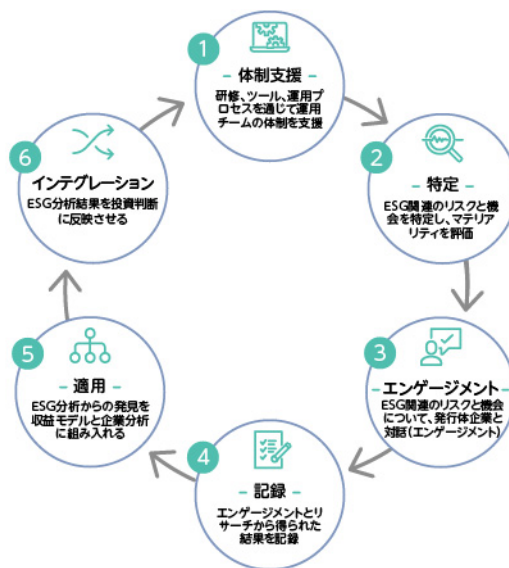 1
- 体制支援 -
研修、ツール、運用プ
ロセスを通じて運用
チームの体制を支援
2
- 特定 -
ESG関連のリスクと機
会を特定し、マテリア
リティを評価
3
- エンゲージメント -
ESG関連のリスクと機会
について、発行体企業と
対話(エンゲージメント)
4
- 記録 -
エンゲージメントとリ
サーチから得られた
結果を記録
5
- 適用 -
ESG分析からの発見を
収益モデルと企業分析
に組み入れる
6
インテグレーション
ESG分析結果を投資判断
に反映させる